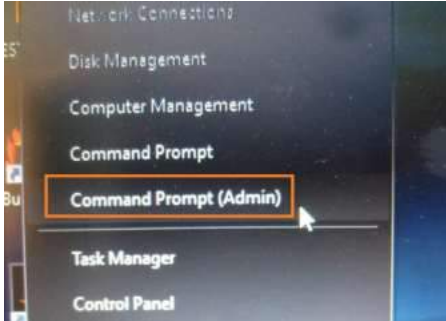 Network Connections
Disk Management
Computer Management
Command Prompt
Command Prompt (Admin)
Task Manager
Control Panel